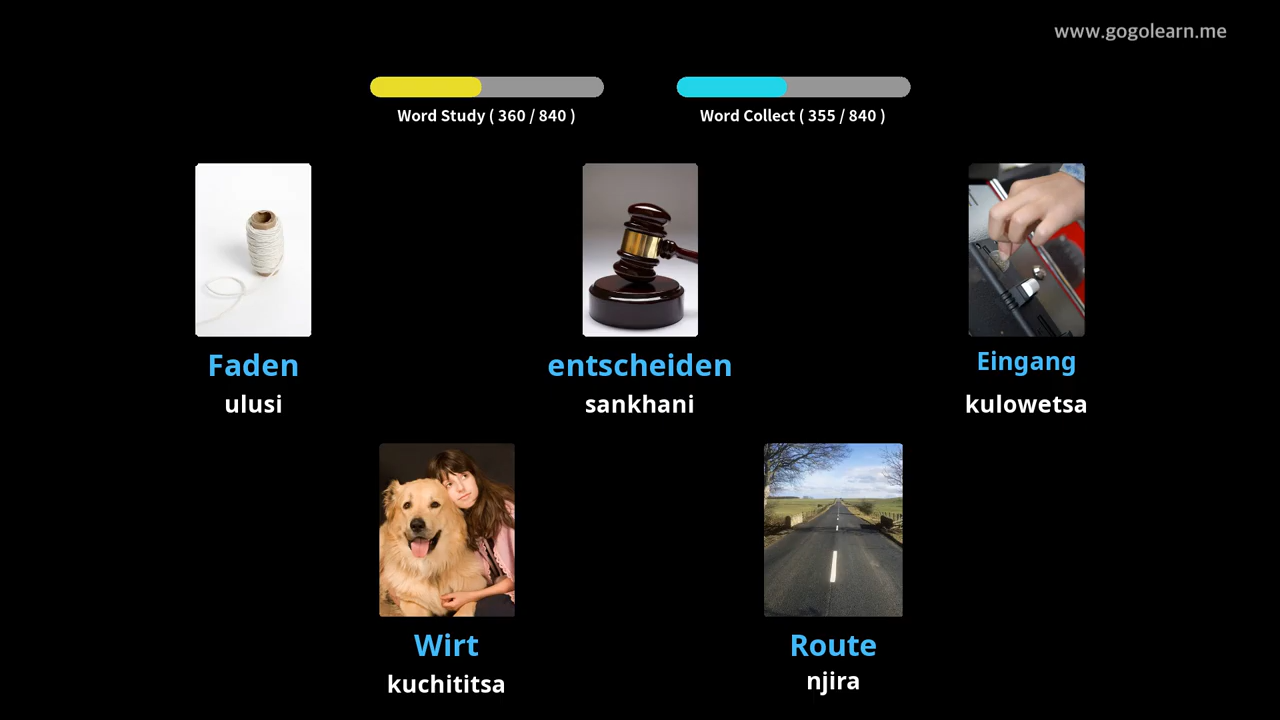 www.gogolearn.me
Word Study ( 360 / 840 )
Word Collect ( 355 / 840 )
Faden
ulusi
entscheiden
sankhani
Eingang
kulowetsa
Wirt
kuchititsa
Route
njira